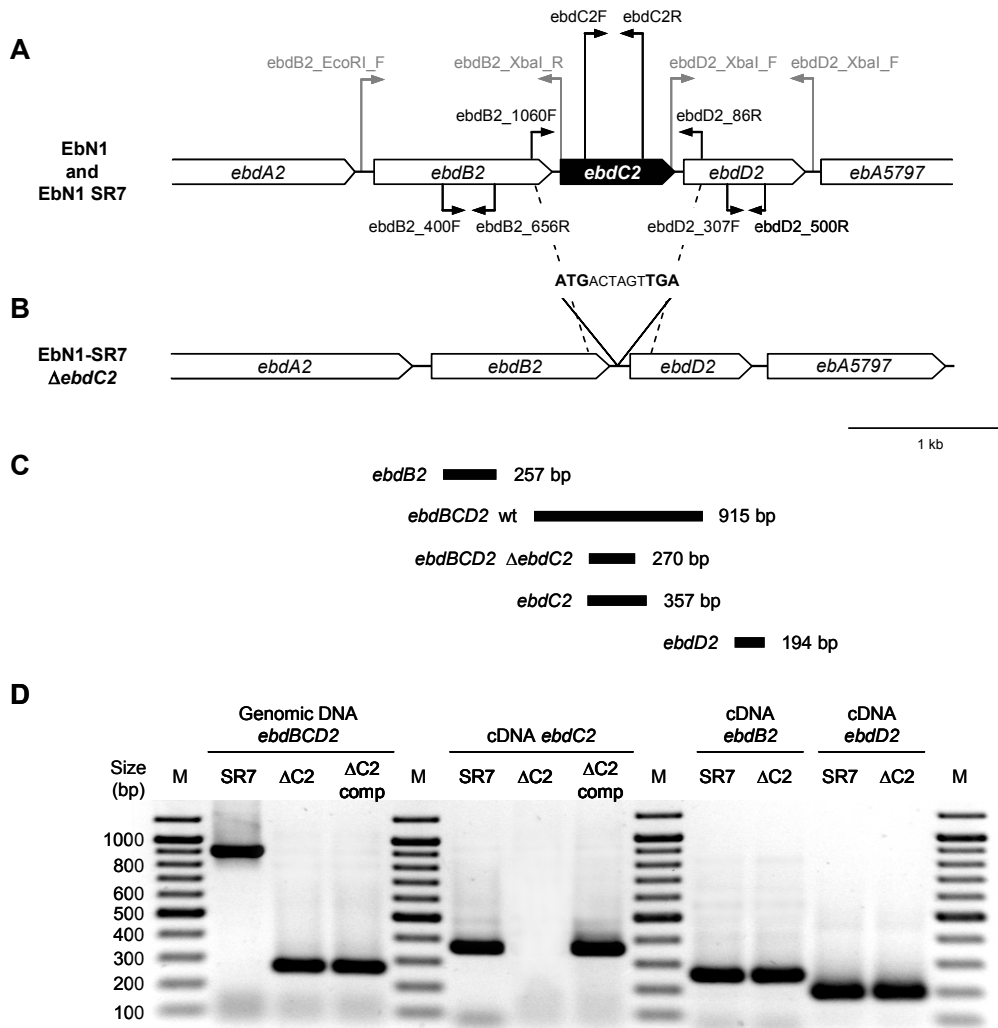 A
ebdC2F ebdC2R
ebdB2_EcoRI_F ebdB2_XbaI_R ebdD2_XbaI_F ebdD2_XbaI_F
ebdB2_1060F ebdD2_86R
EbN1
and
EbN1 SR7
ebdA2 ebdB2 ebdC2 ebdD2 ebA5797
ebdB2_400F ebdB2_656R ebdD2_307F ebdD2_500R
ATGACTAGTTGA
B
EbN1-SR7
ΔebdC2
ebdA2 ebdB2 ebdD2 ebA5797
1 kb
C
ebdB2 257 bp
ebdBCD2 wt 915 bp
ebdBCD2 ΔebdC2 270 bp
ebdC2 357 bp
ebdD2 194 bp
D
Genomic DNA
ebdBCD2
cDNA ebdC2
cDNA
ebdB2
cDNA
ebdD2
Size
(bp)
M SR7 ΔC2 ΔC2
comp
M SR7 ΔC2 ΔC2
comp
M SR7 ΔC2 SR7 ΔC2 M
1000
800
600
500
400
300
200
100